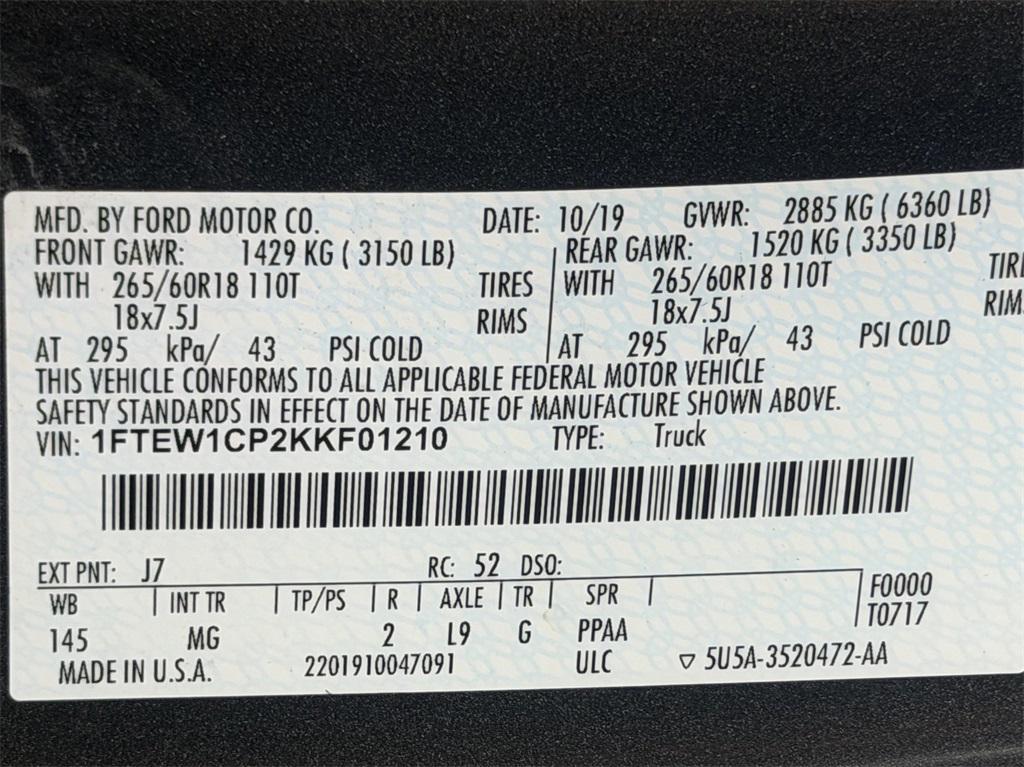 MFD. BY FORD MOTOR CO. DATE: 10/19 GVWR: 2885 KG ( 6360 LB)
FRONT GAWR: 1429 KG ( 3150 LB) REAR GAWR: 1520 KG ( 3350 LB)
WITH 265/60R18 110T TIRES WITH 265/60R18 110T TIR
18x7.5J RIMS 18x7.5J RIM
AT 295 kPa/ 43 PSI COLD AT 295 kPa/ 43 PSI COLD
THIS VEHICLE CONFORMS TO ALL APPLICABLE FEDERAL MOTOR VEHICLE
SAFETY STANDARDS IN EFFECT ON THE DATE OF MANUFACTURE SHOWN ABOVE.
VIN: 1FTEW1CP2KKF01210 TYPE: Truck
EXT PNT: J7 RC: 52 DSO:
WB INT TR TP/PS R AXLE TR SPR F0000
T0717
145 MG 2 L9 G PPAA
MADE IN U.S.A. 2201910047091 ULC ▽ 5U5A-3520472-AA